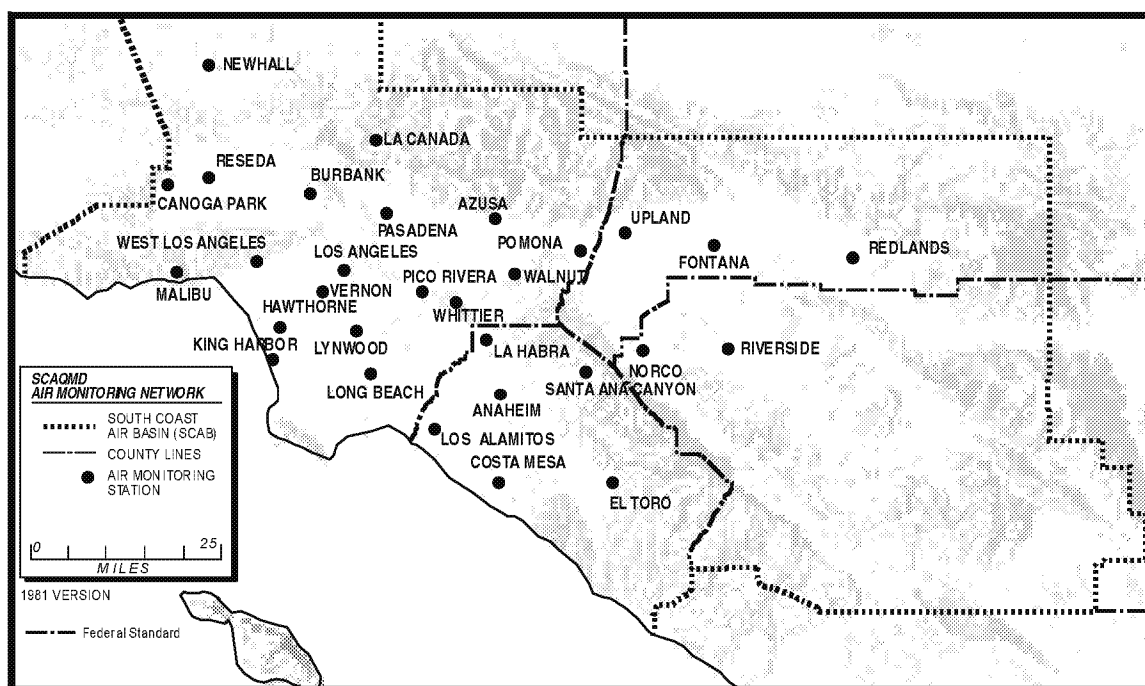 NEWHALL
LA CANADA
RESEDA
BURBANK
CANOGA PARK
AZUSA
PASADENA
UPLAND
WEST LOS ANGELES
LOS ANGELES
POMONA
REDLANDS
FONTANA
PICO RIVERA
WALNUT
MALIBU
VERNON
HAWTHORNE
WHITTIER
KING HARBOR
LYNWOOD
LA HABRA
NORCO
RIVERSIDE
SANTA ANA CANYON
LONG BEACH
ANAHEIM
LOS ALAMITOS
COSTA MESA
EL TORO
SCAQMD
AIR MONITORING NETWORK
SOUTH COAST
AIR BASIN (SCAB)
COUNTY LINES
AIR MONITORING
STATION
0 25
MILES
1981 VERSION
Federal Standard